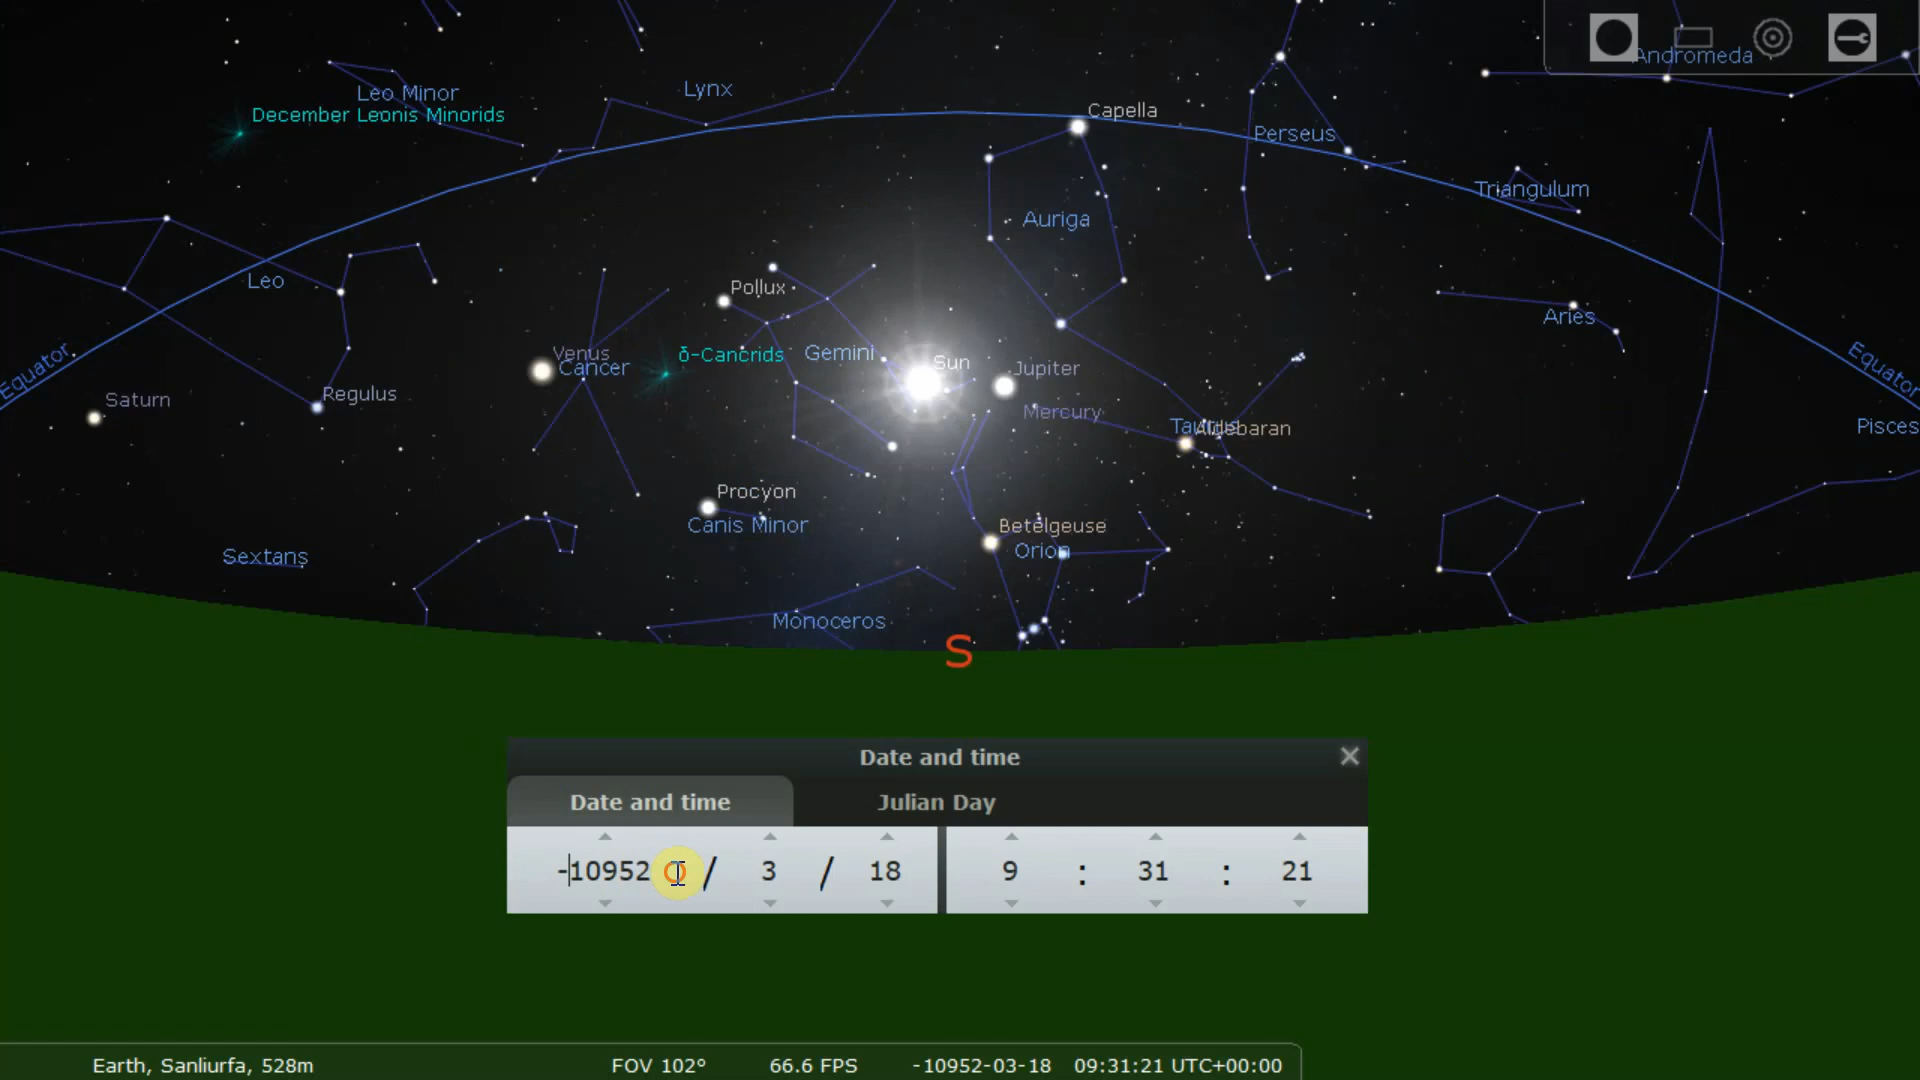 Andromeda
Leo Minor
Lynx
December Leonis Minorids
Capella
Perseus
Triangulum
Auriga
Leo
Pollux
Aries
Equator
Venus
Cancer
δ-Cancrids
Gemini
Sun
Jupiter
Equator
Saturn
Regulus
Mercury
Taurus
Aldebaran
Pisces
Procyon
Canis Minor
Betelgeuse
Orion
Sextans
Monoceros
S
Date and time
Date and time Julian Day
-10952 / 3 / 18 9 : 31 : 21
Earth, Sanliurfa, 528m FOV 102° 66.6 FPS -10952-03-18 09:31:21 UTC+00:00